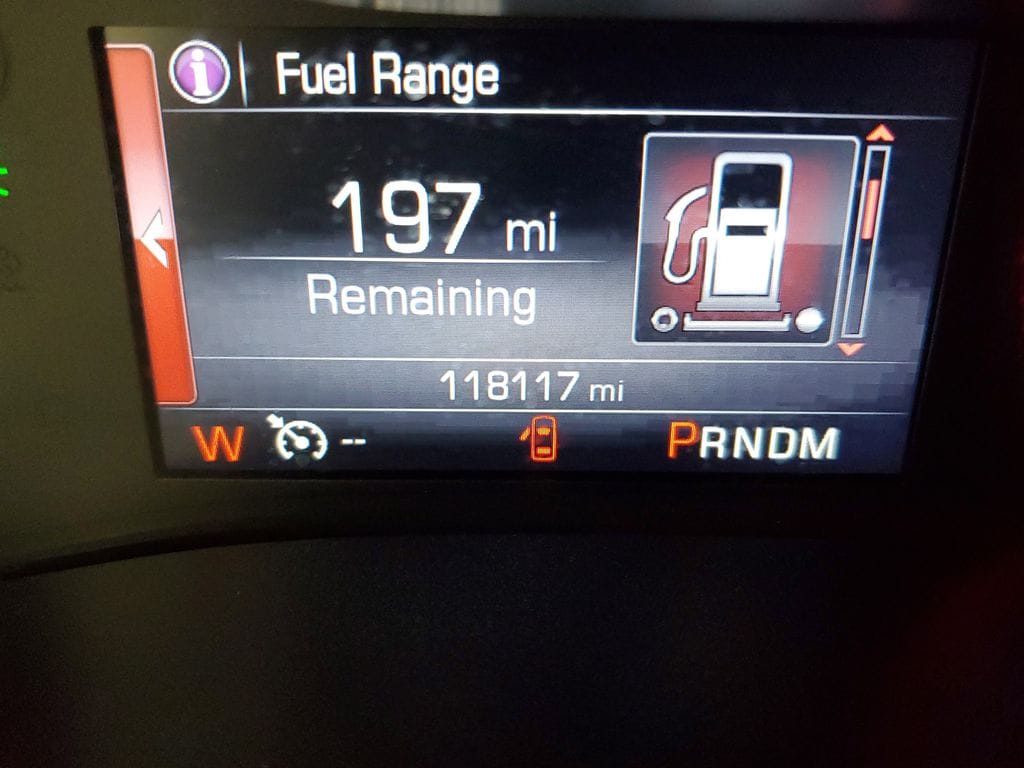 i Fuel Range
197 mi
Remaining
118117 mi
W -- PRNDM